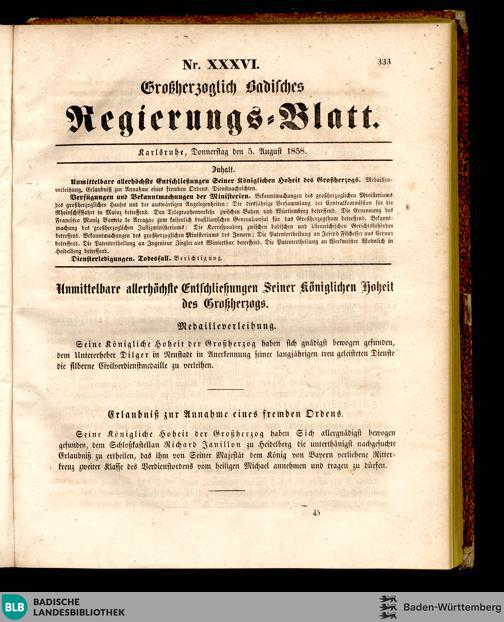 Nr. XXXVI.
333
Großherzoglich Badisches
Regierungs-Blatt.
Karlsruhe, Donnerstag den 5. August 1858.
Inhalt.
Unmittelbare allerhöchste Entschließungen Seiner Königlichen Hoheit des Großherzogs. Medaillen-
verleihung. Erlaubniß zur Annahme eines fremden Ordens. Dienstnachrichten.
Verfügungen und Bekanntmachungen der Ministerien. Bekanntmachungen des großherzoglichen Ministeriums
des großherzoglichen Hauses und der auswärtigen Angelegenheiten: Die diesjährige Versammlung der Centralkommission für die
Rheinschifffahrt in Mainz betreffend. Den Telegraphenverkehr zwischen Baden und Württemberg betreffend. Die Ernennung des
Francisco Muniz Barreto de Arragao zum kaiserlich brasilianischen Generalconsul für das Großherzogthum betreffend. Bekannt-
machung des großherzoglichen Justizministeriums: Die Korrespondenz zwischen badischen und österreichischen Gerichtsbehörden
betreffend. Bekanntmachungen des großherzoglichen Ministeriums des Innern: Die Patentertheilung an Joseph
betreffend. Die Patentertheilung an Ingenieur Ziegler aus Winterthur betreffend. Die Patentertheilung an Werkmeister Wohnlich in
Heidelberg betreffend.
Diensterledigungen. Todesfall. Berichtigung.
Unmittelbare allerhöchste Entschließungen Seiner Königlichen Hoheit
des Großherzogs.
Medailleverleihung.
Seine Königliche Hoheit der Großherzog haben sich gnädigst bewogen gefunden,
dem Untererheber Dilger in Neustadt in Anerkennung seiner langjährigen treu geleisteten Dienste
die silberne Civilverdienstmedaille zu verleihen.
Erlaubniß zur Annahme eines fremden Ordens.
Seine Königliche Hoheit der Großherzog haben Sich allergnädigst bewogen
gefunden, dem Schloßkastellan Richard Janillon zu Heidelberg die unterthänigst nachgesuchte
Erlaubniß zu ertheilen, das ihm von Seiner Majestät dem König von Bayern verliehene Ritter-
kreuz zweiter Klasse des Verdienstordens vom heiligen Michael annehmen und tragen zu dürfen.
45
BLB BADISCHE
LANDESBIBLIOTHEK
Baden-Württemberg